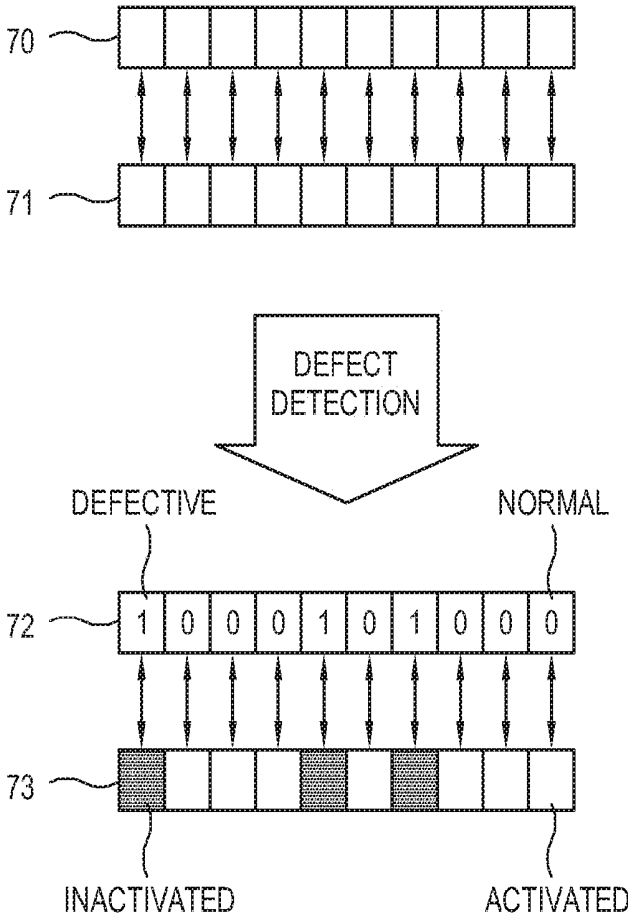 70
71
DEFECT
DETECTION
DEFECTIVE NORMAL
72 1 0 0 0 1 0 1 0 0 0
73
INACTIVATED ACTIVATED